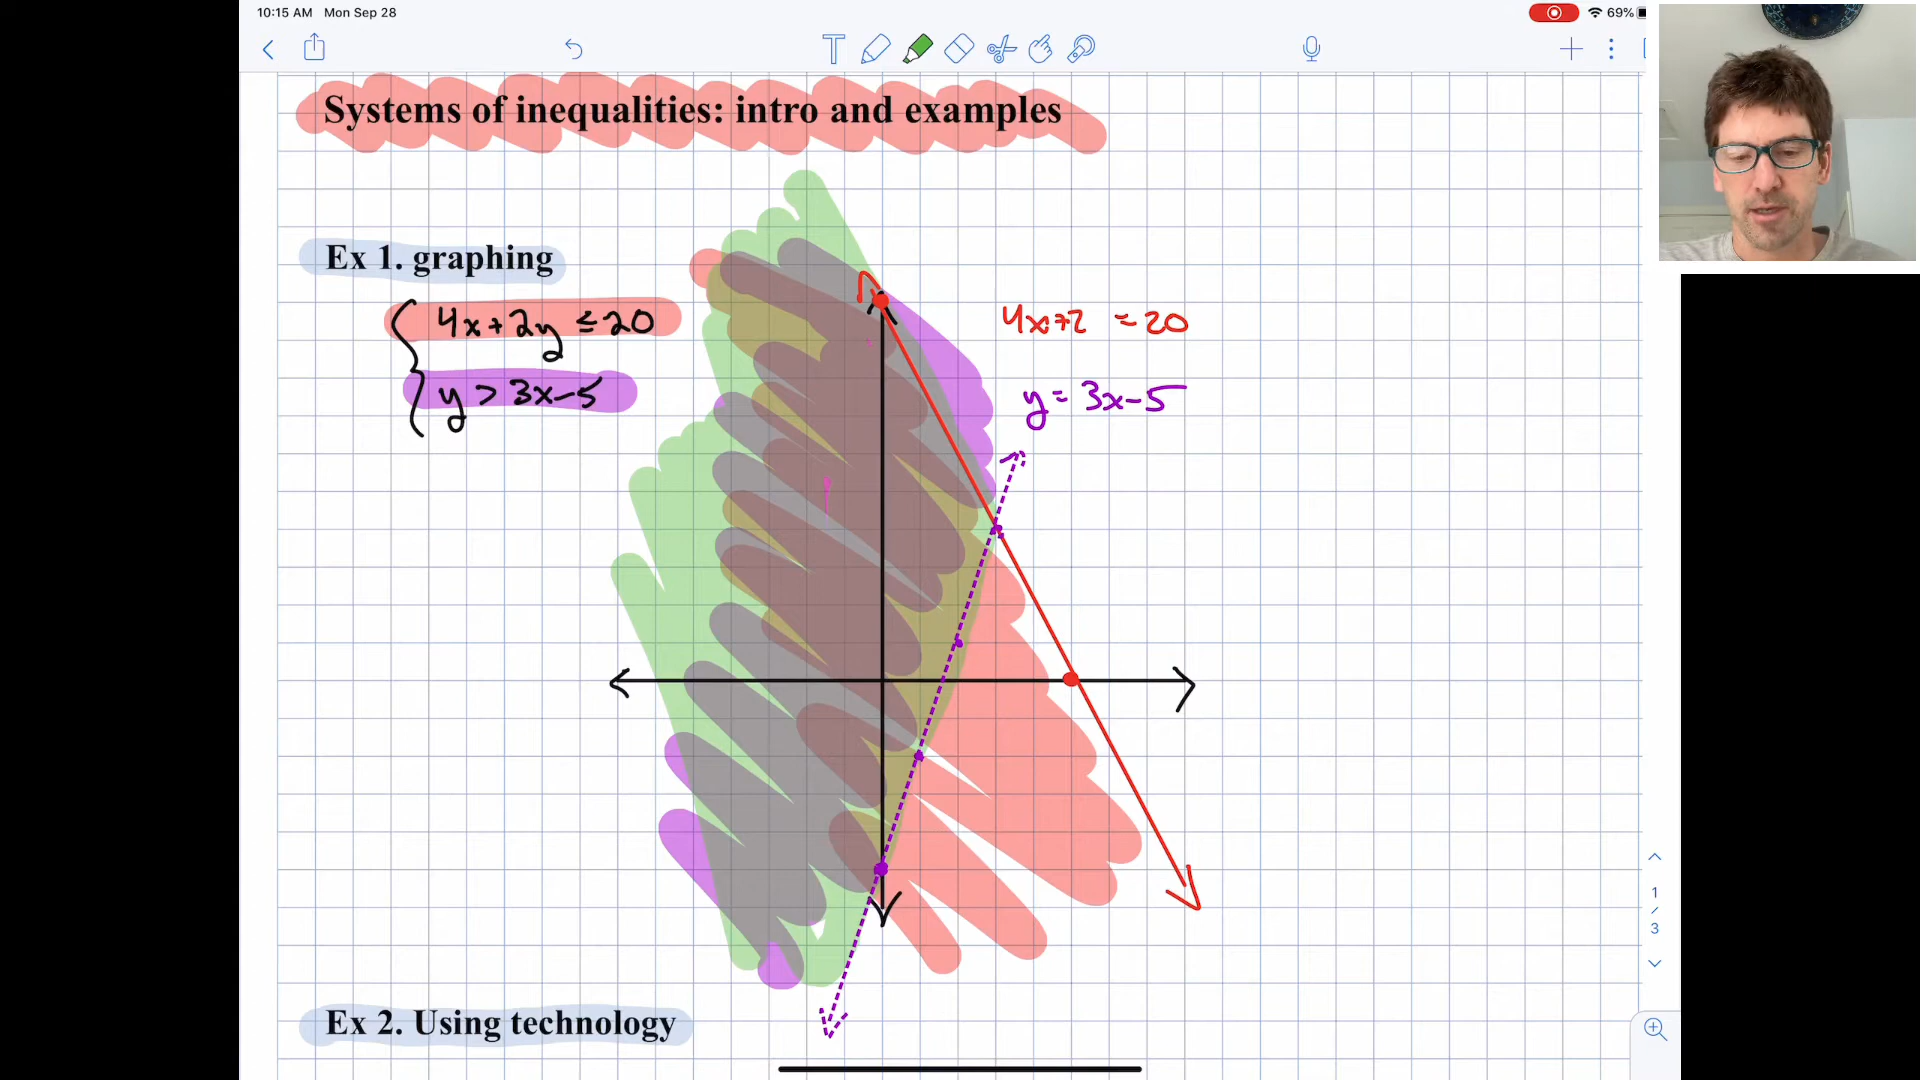 10:15 AM Mon Sep 28
69%
Systems of inequalities: intro and examples
Ex 1. graphing
4x+2y ≤ 20
y > 3x-5
4x+2 = 20
y = 3x-5
1
/
3
Ex 2. Using technology